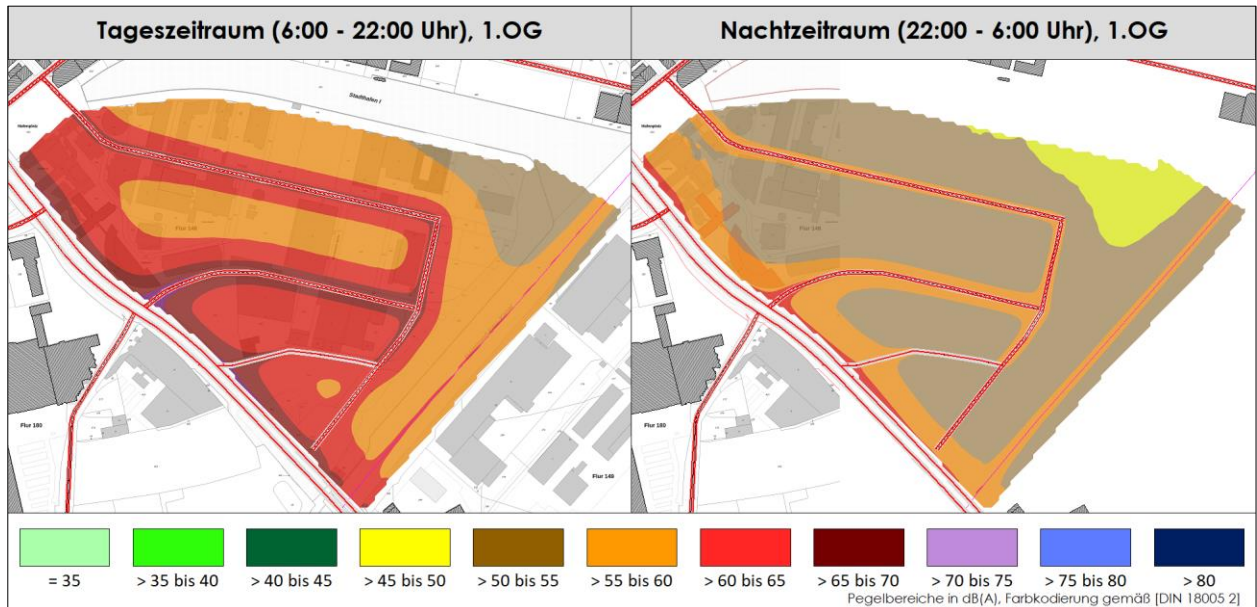 Tageszeitraum (6:00 - 22:00 Uhr), 1.OG
Nachtzeitraum (22:00 - 6:00 Uhr), 1.OG
Stadthafen I
Hafenplatz
Flur 148
Flur 180
Flur 149
Flur 148
Flur 180
= 35
> 35 bis 40
> 40 bis 45
> 45 bis 50
> 50 bis 55
> 55 bis 60
> 60 bis 65
> 65 bis 70
> 70 bis 75
> 75 bis 80
> 80
Pegelbereiche in dB(A), Farbkodierung gemäß [DIN 18005 2]